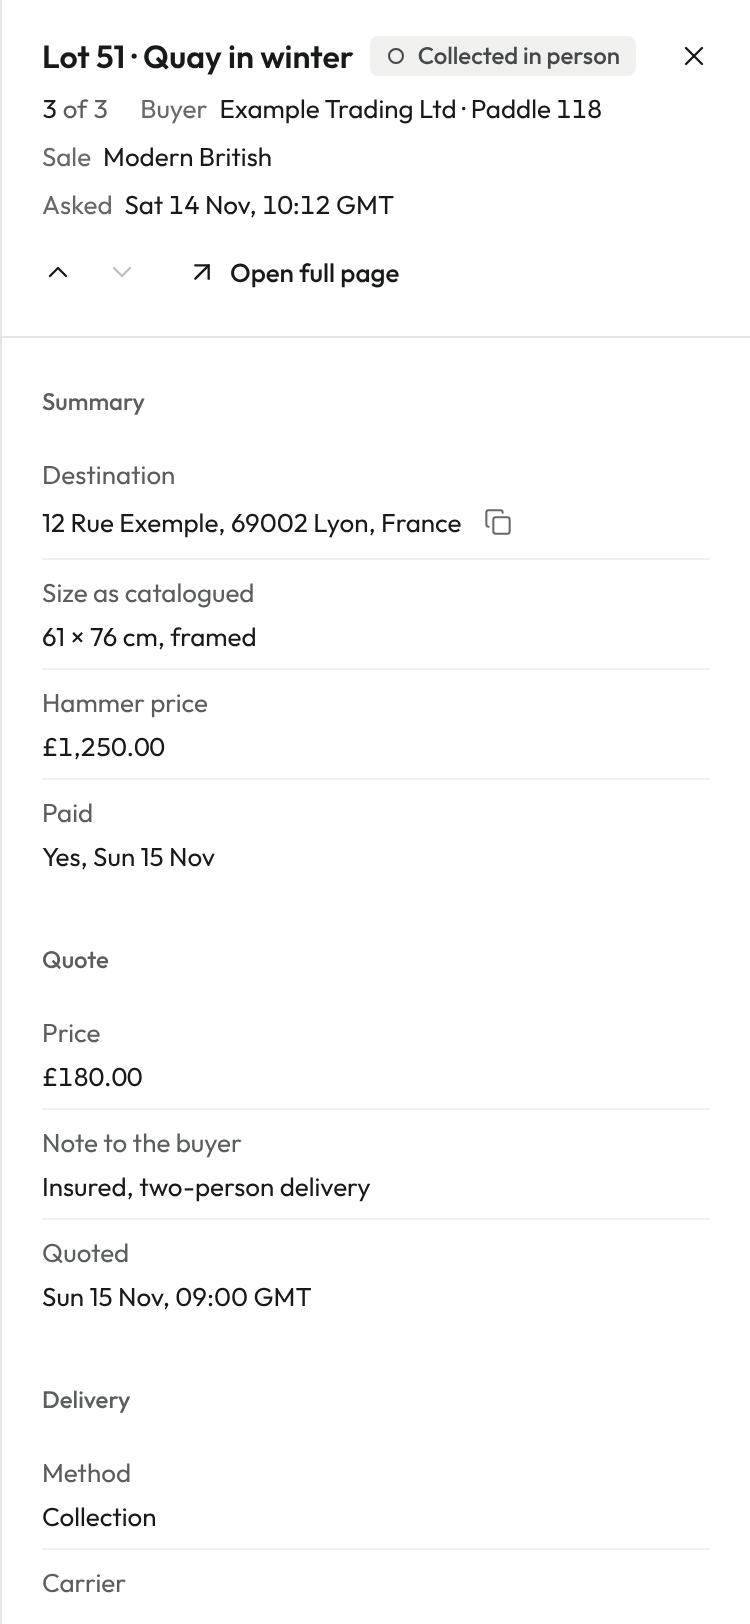 Lot 51 · Quay in winter Collected in person
3 of 3 Buyer Example Trading Ltd · Paddle 118
Sale Modern British
Asked Sat 14 Nov, 10:12 GMT
Open full page
Summary
Destination
12 Rue Exemple, 69002 Lyon, France
Size as catalogued
61 × 76 cm, framed
Hammer price
£1,250.00
Paid
Yes, Sun 15 Nov
Quote
Price
£180.00
Note to the buyer
Insured, two-person delivery
Quoted
Sun 15 Nov, 09:00 GMT
Delivery
Method
Collection
Carrier